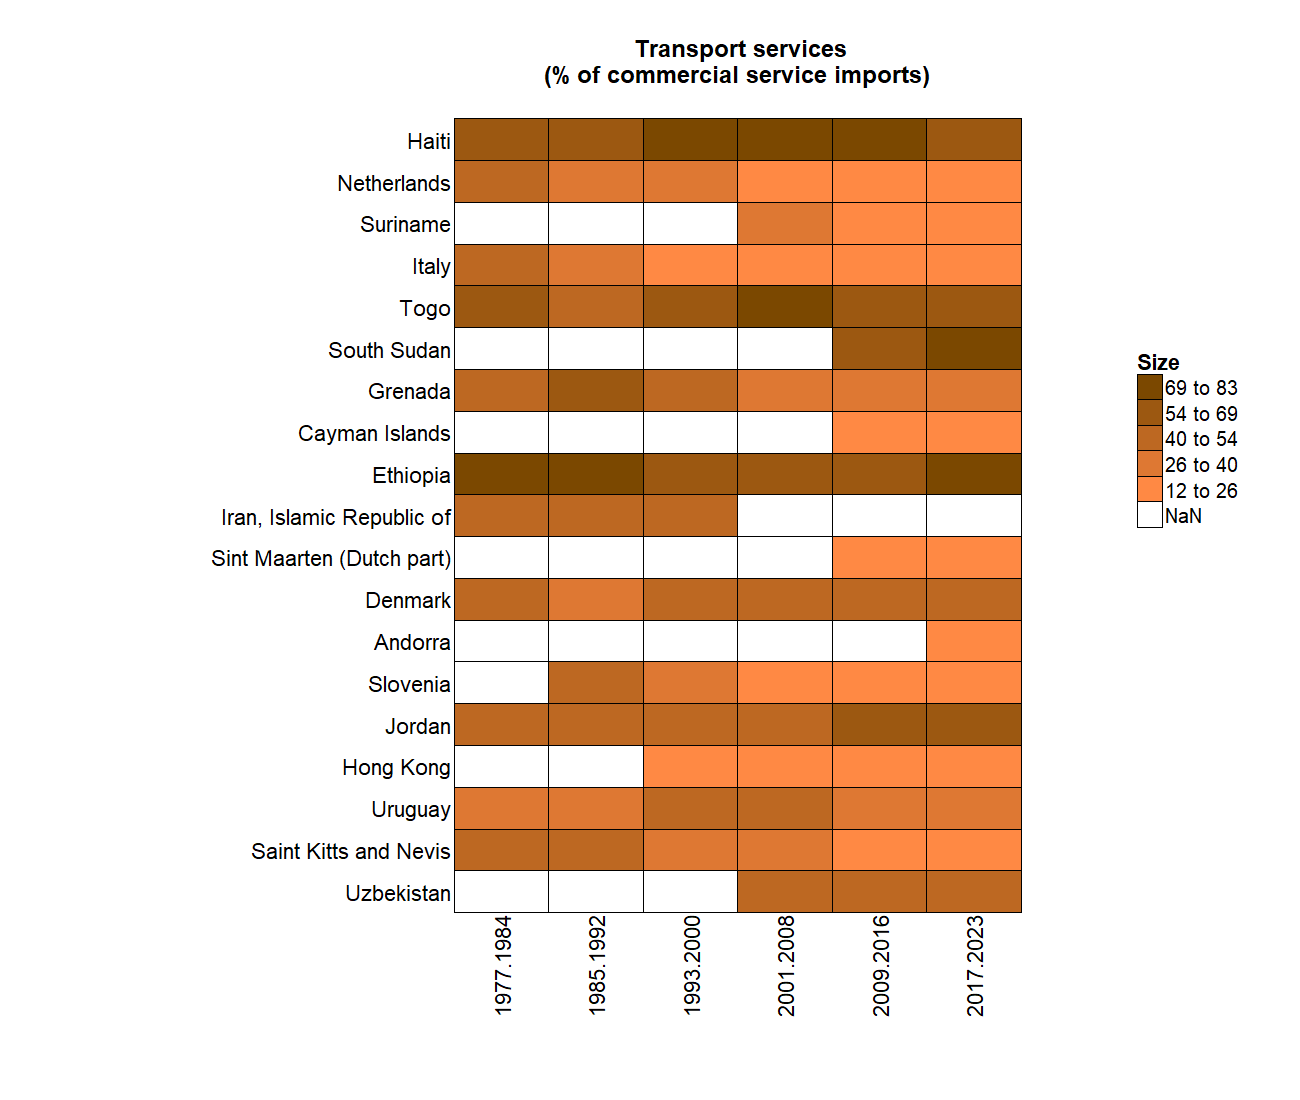 Transport services
(% of commercial service imports)
Haiti
Netherlands
Suriname
Italy
Togo
South Sudan
Grenada
Cayman Islands
Ethiopia
Iran, Islamic Republic of
Sint Maarten (Dutch part)
Denmark
Andorra
Slovenia
Jordan
Hong Kong
Uruguay
Saint Kitts and Nevis
Uzbekistan
1977.1984
1985.1992
1993.2000
2001.2008
2009.2016
2017.2023
Size
69 to 83
54 to 69
40 to 54
26 to 40
12 to 26
NaN